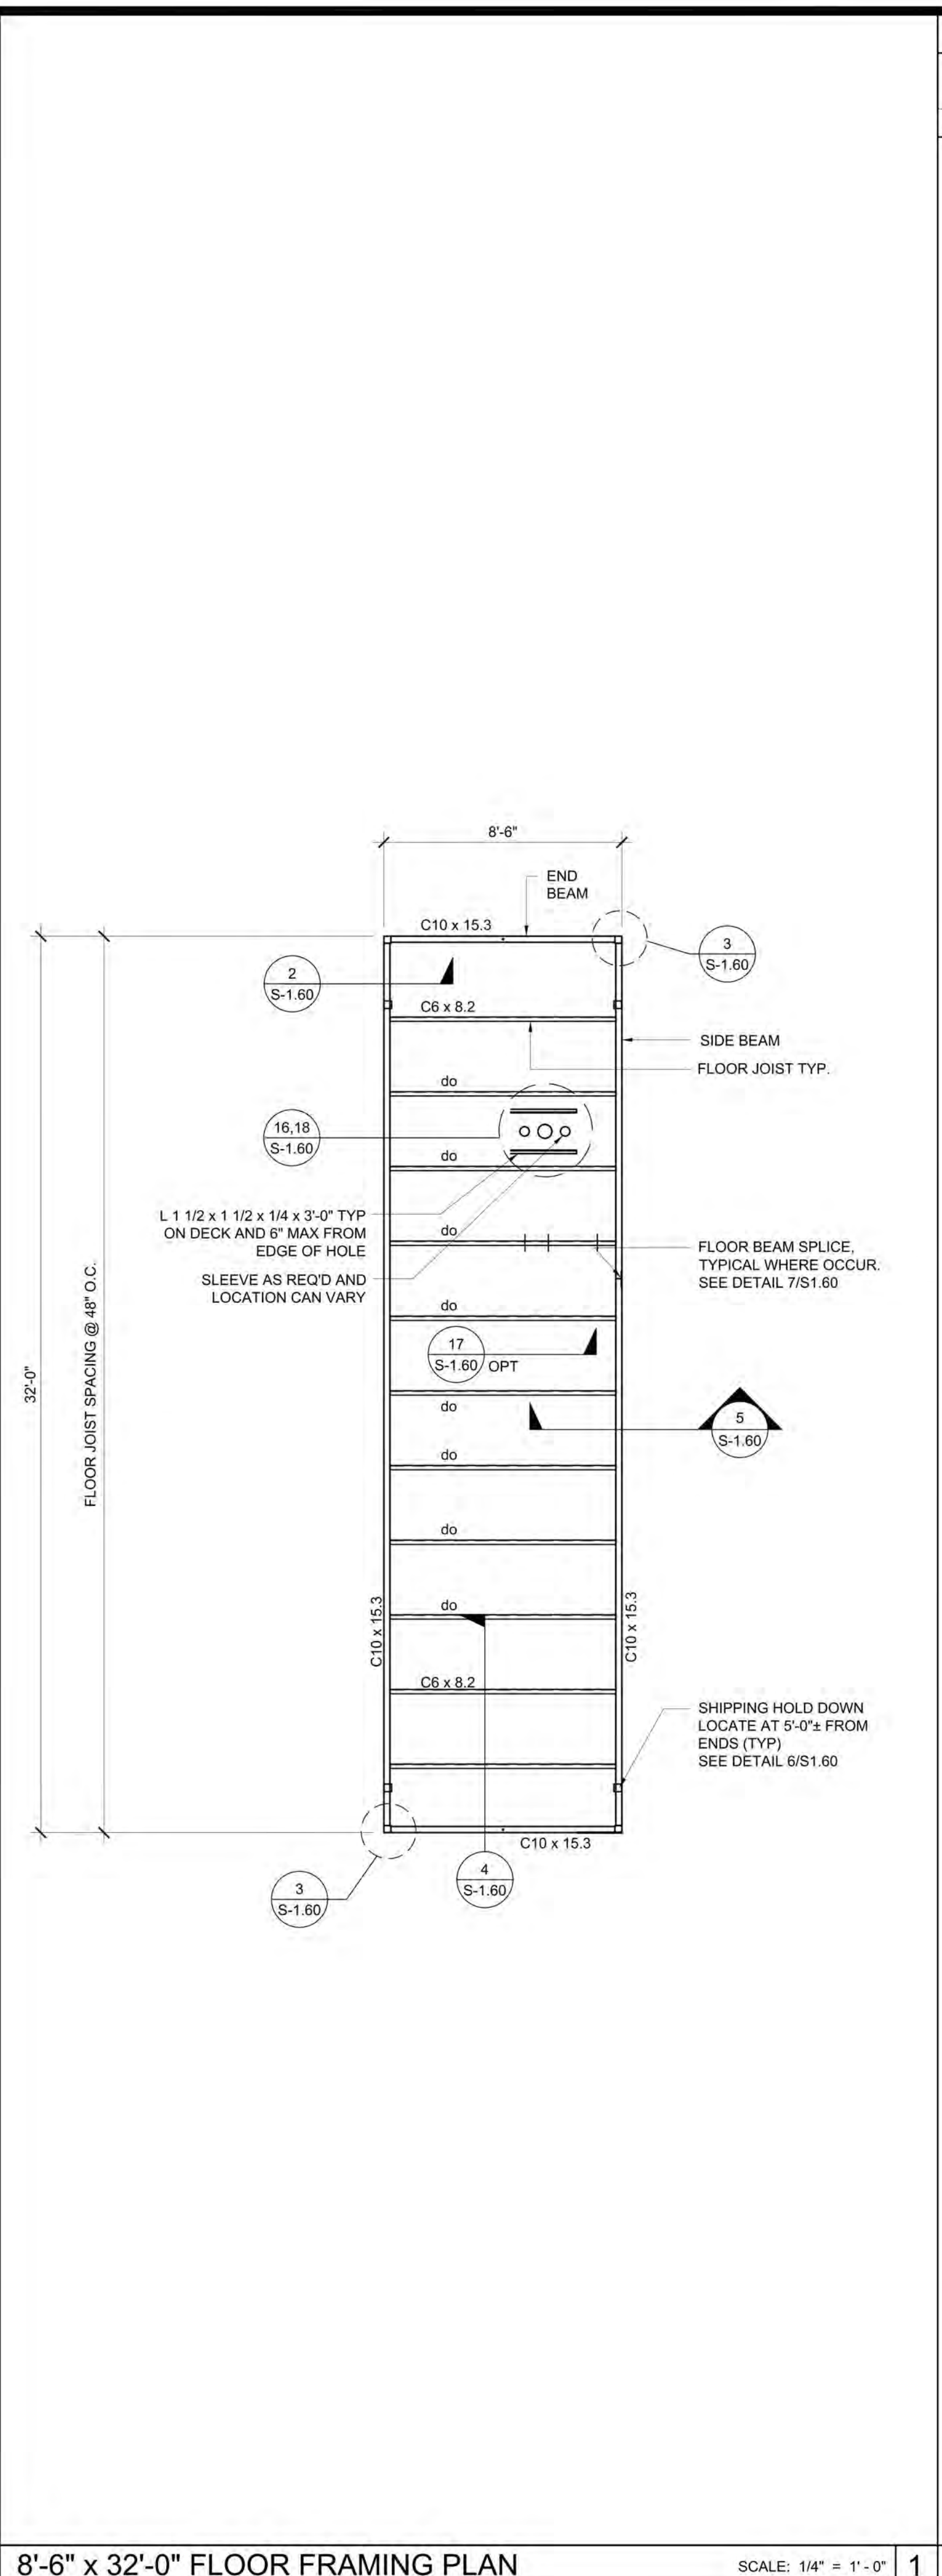 8'-6"
END
BEAM
C10 x 15.3
3
S-1.60
2
S-1.60
C6 x 8.2
SIDE BEAM
FLOOR JOIST TYP.
do
16,18
S-1.60
do
L 1 1/2 x 1 1/2 x 1/4 x 3'-0" TYP
ON DECK AND 6" MAX FROM
EDGE OF HOLE
do
FLOOR BEAM SPLICE,
TYPICAL WHERE OCCUR.
SEE DETAIL 7/S1.60
SLEEVE AS REQ'D AND
LOCATION CAN VARY
do
32'-0"
FLOOR JOIST SPACING @ 48" O.C.
17
S-1.60 OPT
do
5
S-1.60
do
do
do
C10 x 15.3
C10 x 15.3
C6 x 8.2
SHIPPING HOLD DOWN
LOCATE AT 5'-0"± FROM
ENDS (TYP)
SEE DETAIL 6/S1.60
C10 x 15.3
4
S-1.60
3
S-1.60
8'-6" x 32'-0" FLOOR FRAMING PLAN
SCALE: 1/4" = 1' - 0"
1